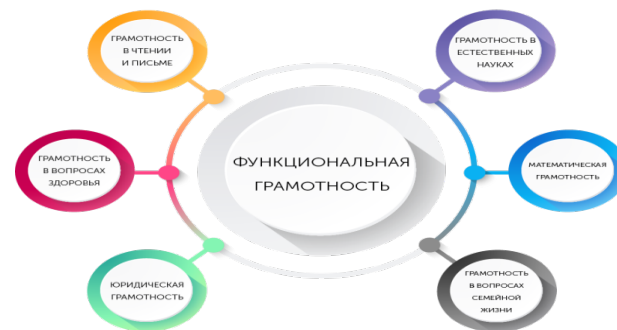 ГРАМОТНОСТЬ
В ЧТЕНИИ
И ПИСЬМЕ
ГРАМОТНОСТЬ В
ЕСТЕСТВЕННЫХ
НАУКАХ
ГРАМОТНОСТЬ
В ВОПРОСАХ
ЗДОРОВЬЯ
ФУНКЦИОНАЛЬНАЯ
ГРАМОТНОСТЬ
МАТЕМАТИЧЕСКАЯ
ГРАМОТНОСТЬ
ЮРИДИЧЕСКАЯ
ГРАМОТНОСТЬ
ГРАМОТНОСТЬ
В ВОПРОСАХ
СЕМЕЙНОЙ
ЖИЗНИ